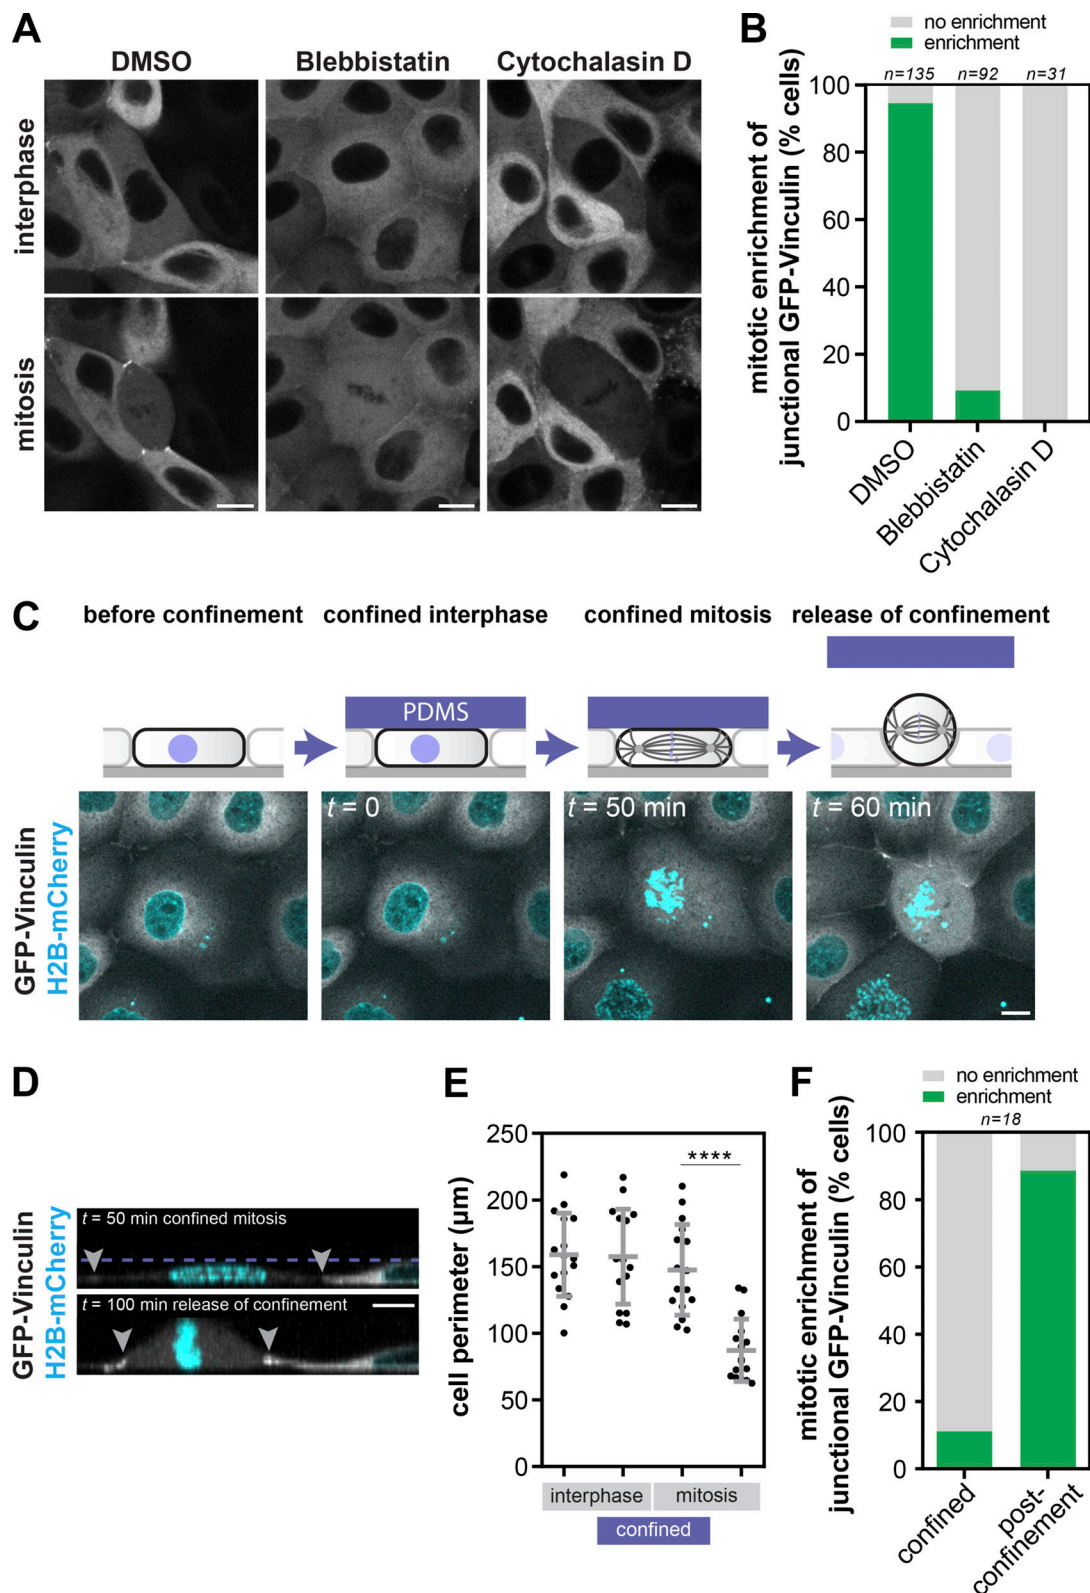 A
DMSO
Blebbistatin
Cytochalasin D
interphase
mitosis
B
no enrichment
enrichment
n=135
n=92
n=31
mitotic enrichment of
junctional GFP-Vinculin (% cells)
100
80
60
40
20
0
DMSO
Blebbistatin
Cytochalasin D
C
before confinement
confined interphase
confined mitosis
release of confinement
PDMS
GFP-Vinculin
H2B-mCherry
t = 0
t = 50 min
t = 60 min
D
GFP-Vinculin
H2B-mCherry
t = 50 min confined mitosis
t = 100 min release of confinement
E
cell perimeter (µm)
250
200
150
100
50
0
****
interphase
mitosis
confined
F
no enrichment
enrichment
n=18
mitotic enrichment of
junctional GFP-Vinculin (% cells)
100
80
60
40
20
0
confined
post-
confinement